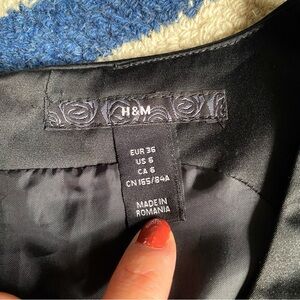 H&M
EUR 36
US 6
CA 6
CN 165/84A
MADE IN
ROMANIA